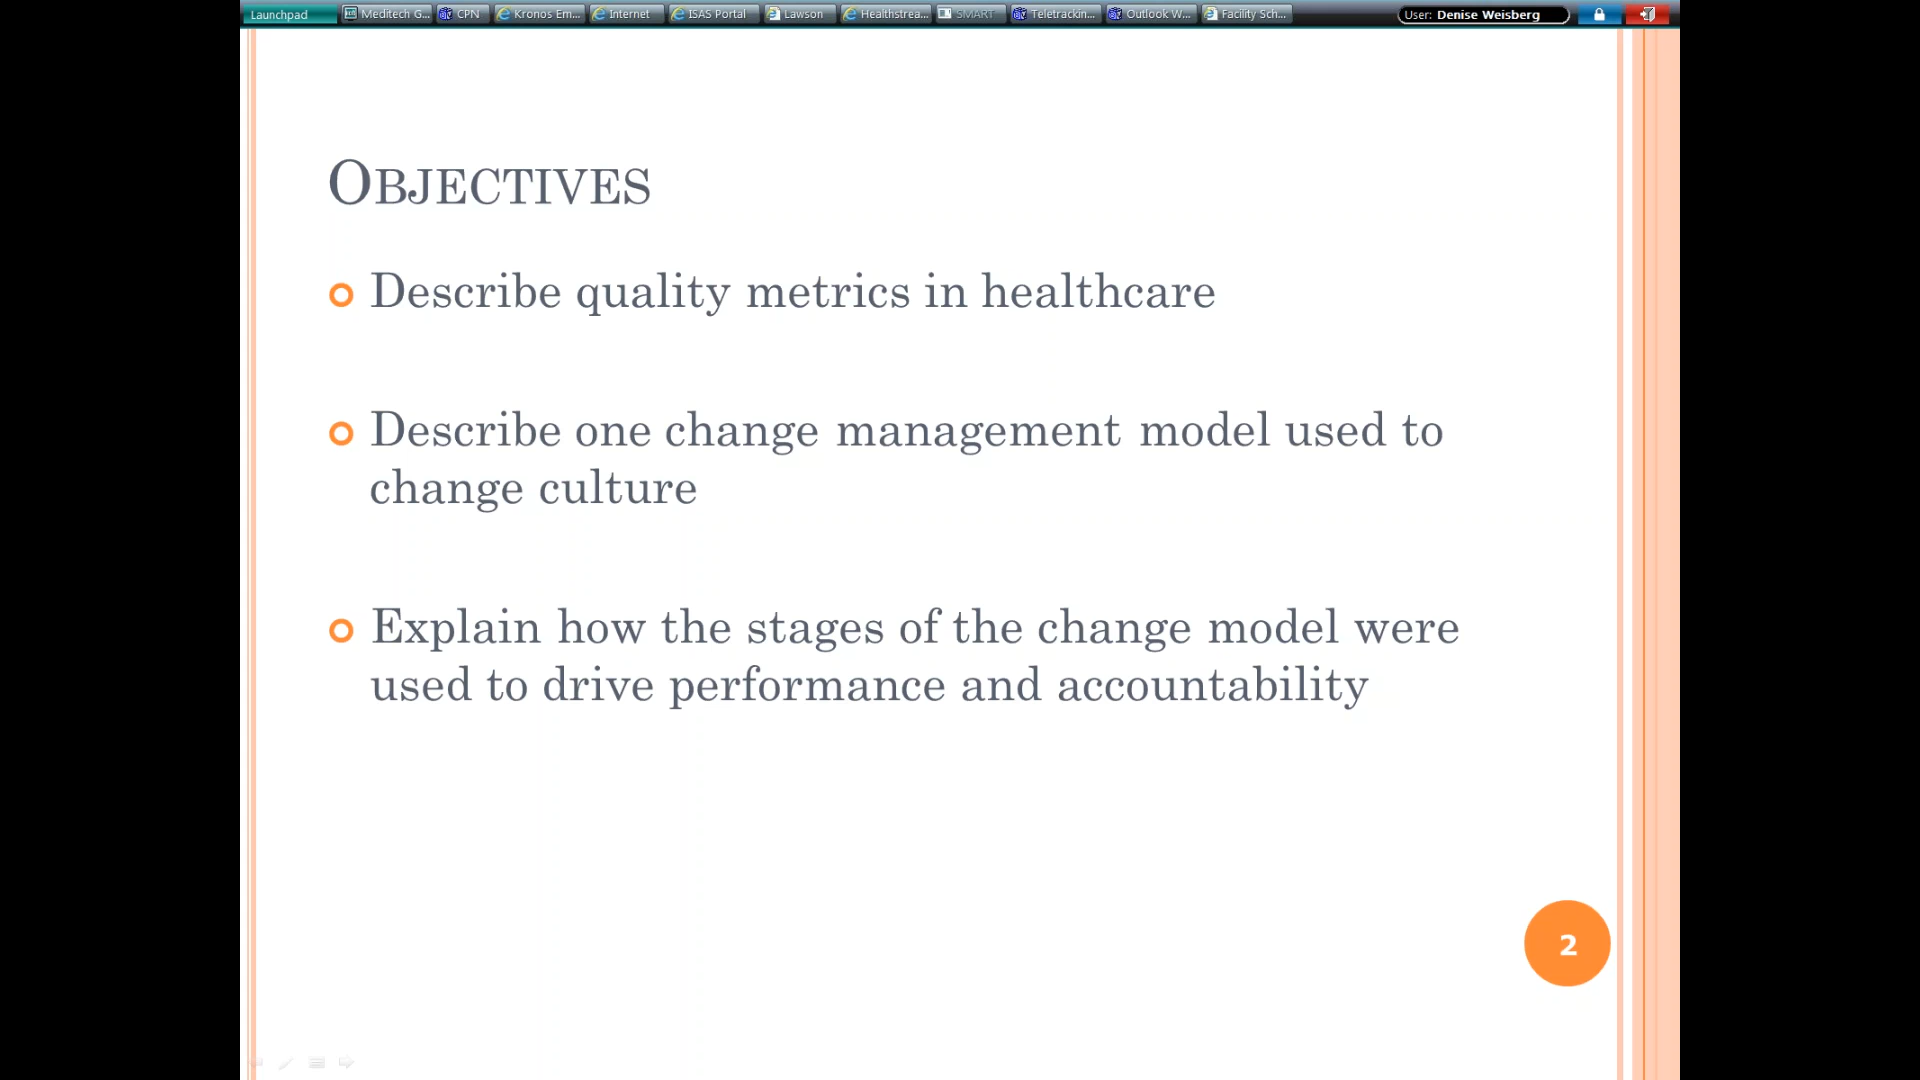 Launchpad Meditech G... CPN Kronos Em... Internet ISAS Portal Lawson Healthstrea... SMART Teletrackin... Outlook W... Facility Sch... User: Denise Weisberg
OBJECTIVES
Describe quality metrics in healthcare
Describe one change management model used to
change culture
Explain how the stages of the change model were
used to drive performance and accountability
2